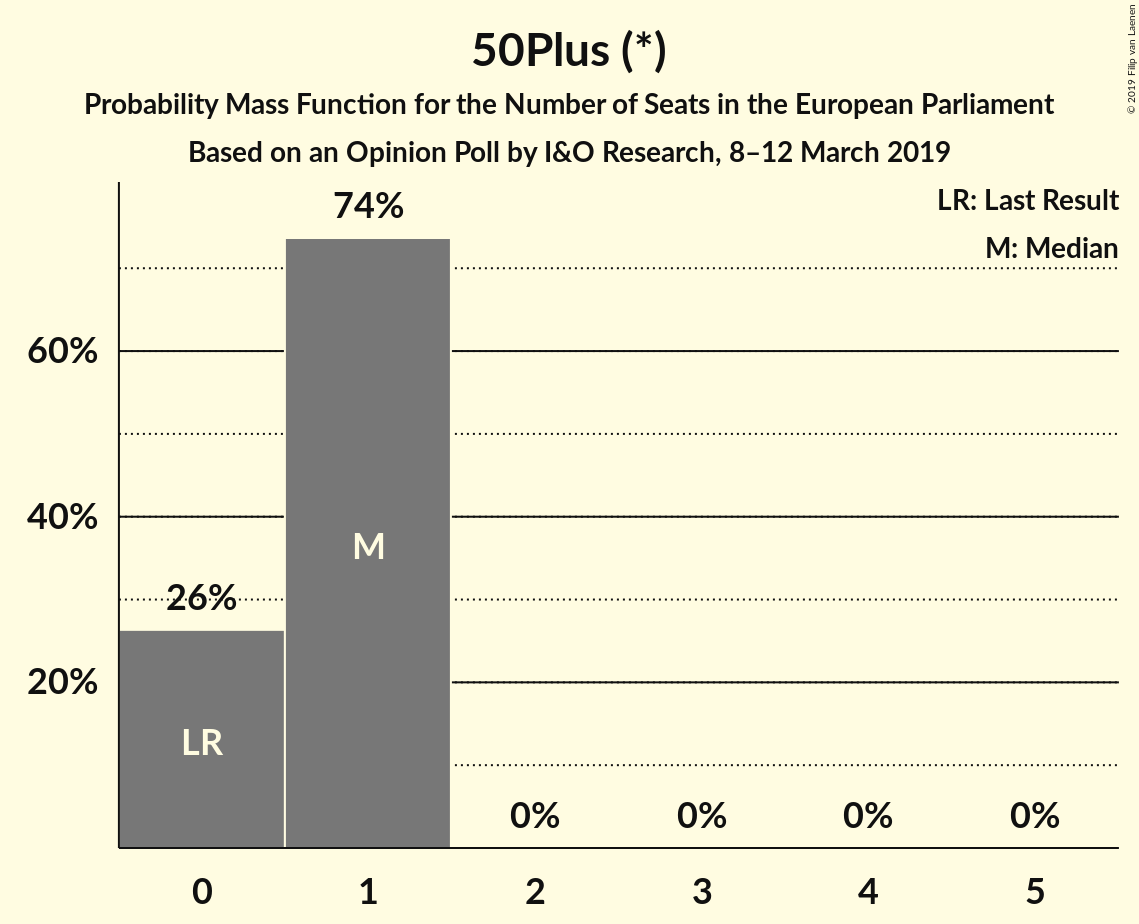 50Plus (*)
Probability Mass Function for the Number of Seats in the European Parliament
Based on an Opinion Poll by I&O Research, 8–12 March 2019
© 2019 Filip van Laenen
LR: Last Result
M: Median
74%
60%
40%
20%
26%
M
LR
0%
0%
0%
0%
0
1
2
3
4
5